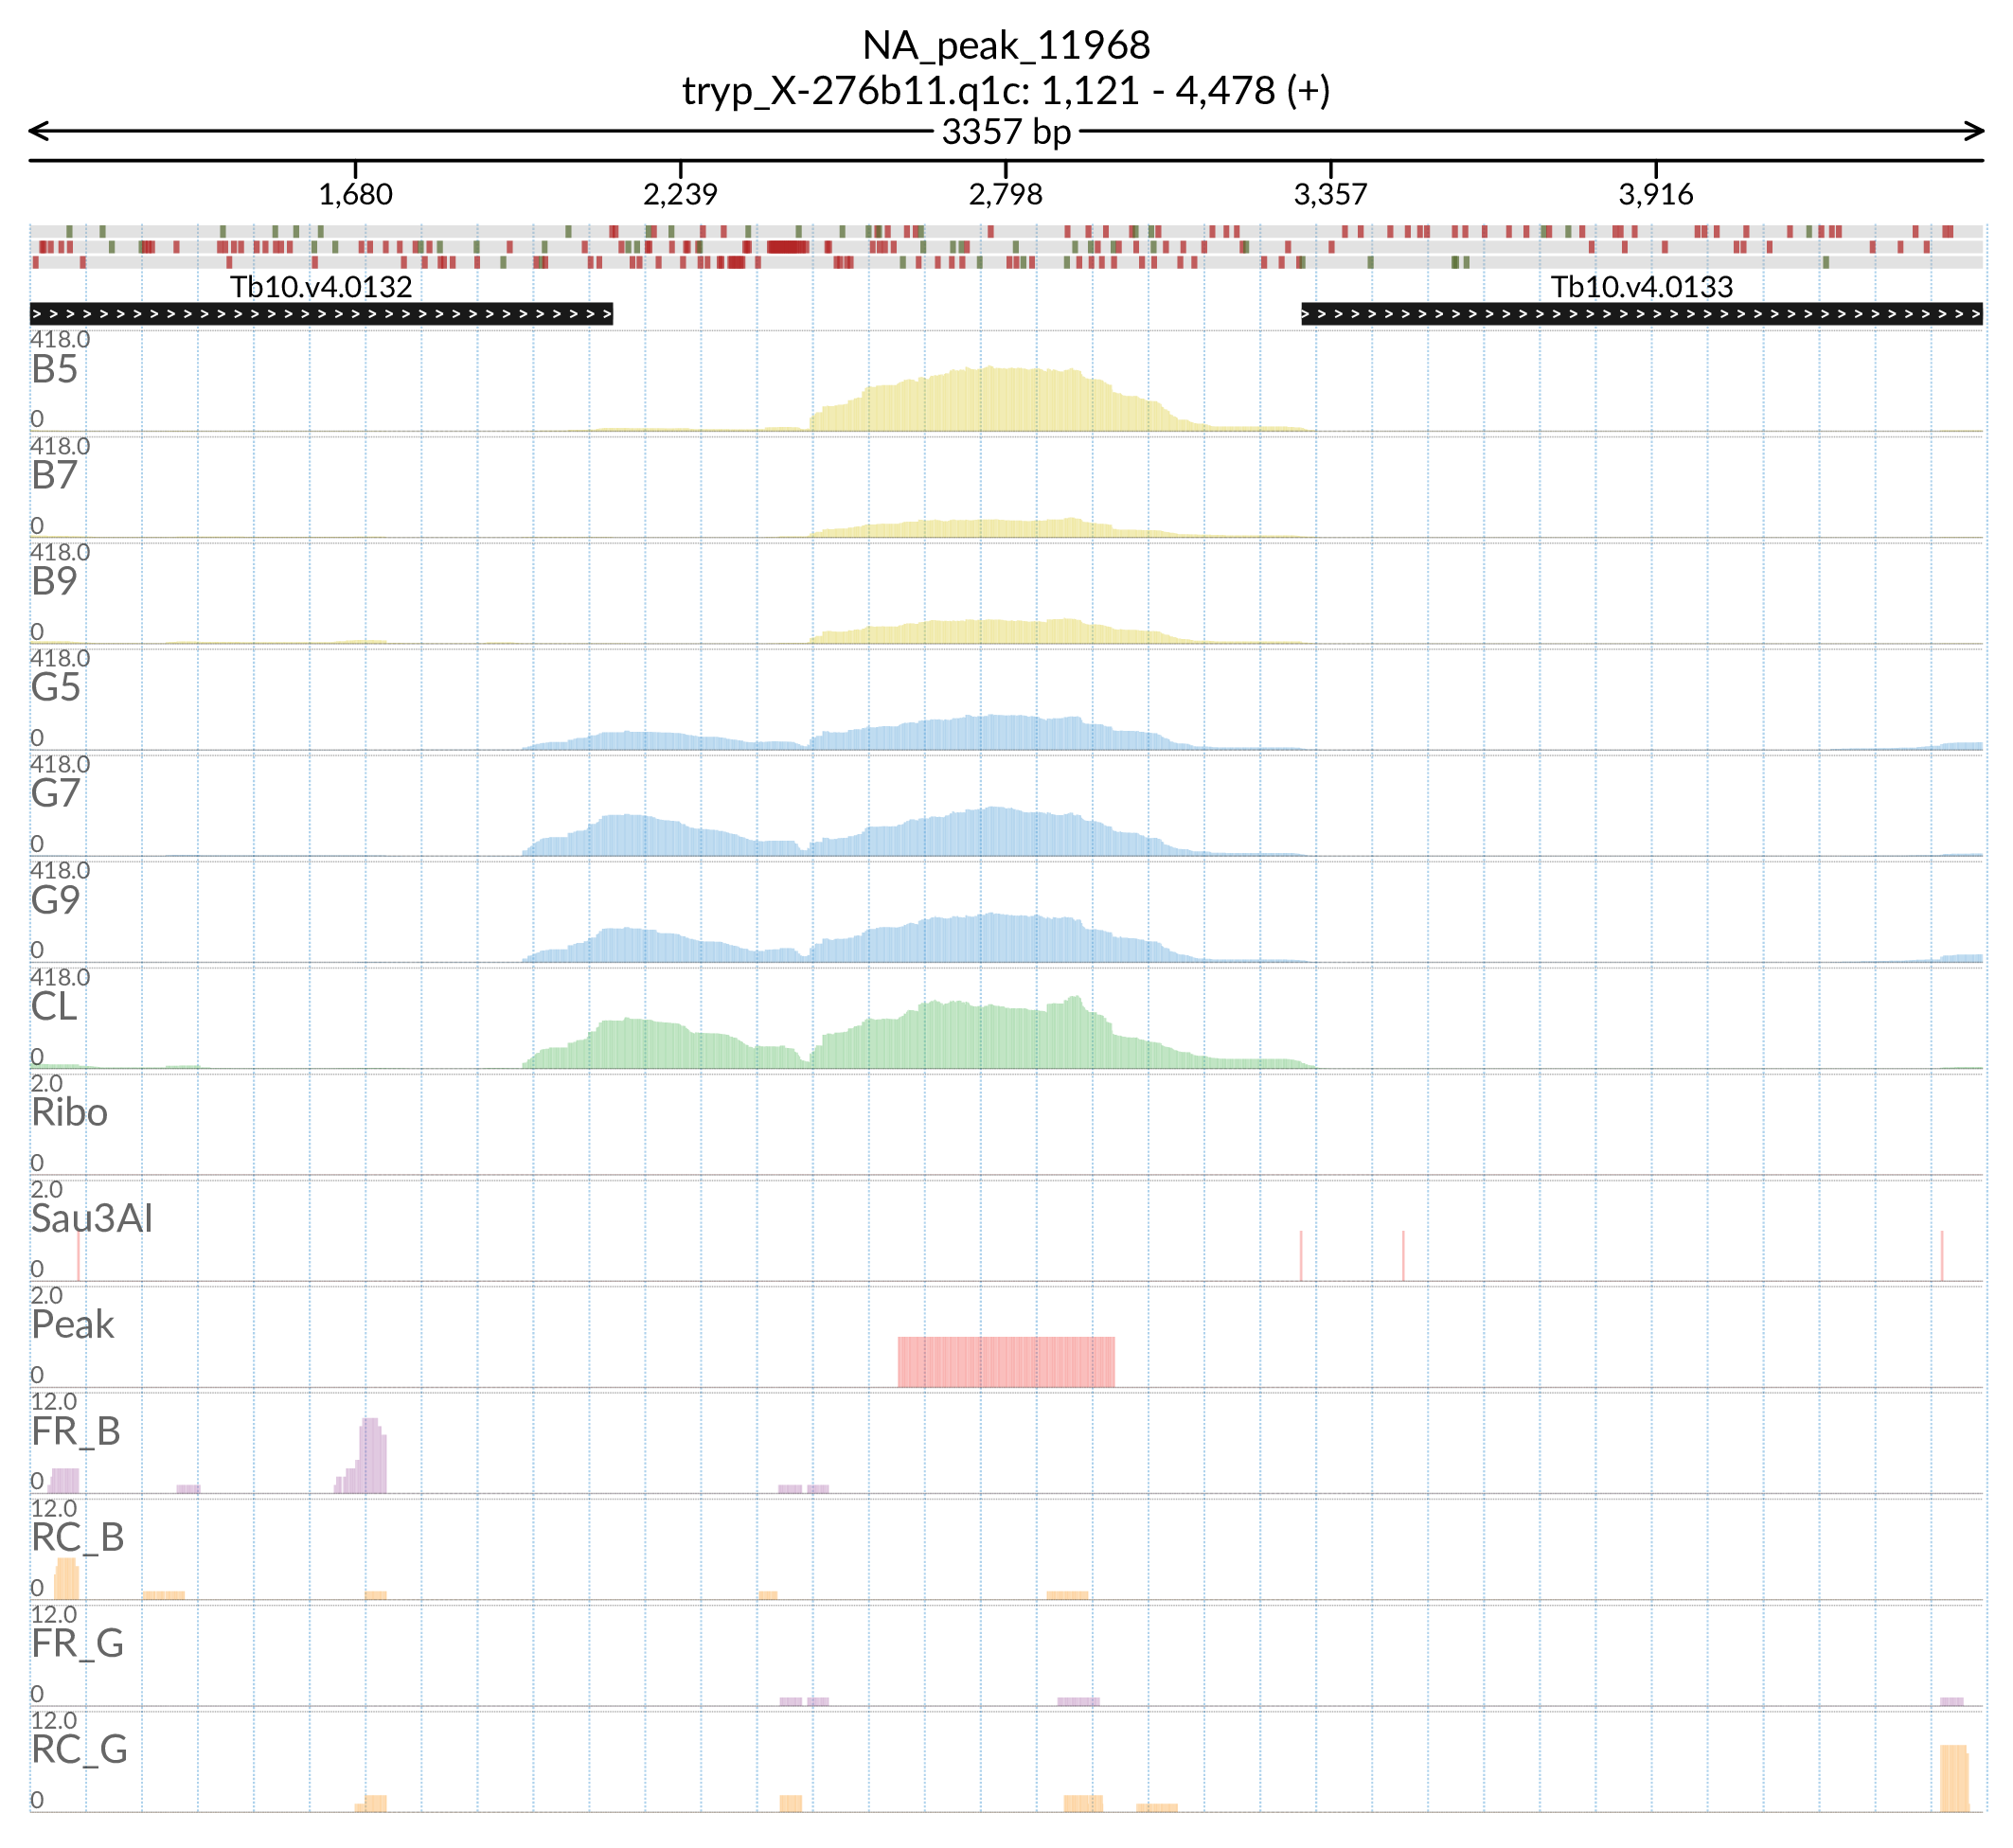 NA_peak_11968
tryp_X-276b11.q1c: 1,121 - 4,478 (+)
3357 bp
1,680 2,239 2,798 3,357 3,916
Tb10.v4.0132 Tb10.v4.0133
418.0
B5
0
418.0
B7
0
418.0
B9
0
418.0
G5
0
418.0
G7
0
418.0
G9
0
418.0
CL
0
2.0
Ribo
0
2.0
Sau3AI
0
2.0
Peak
0
12.0
FR_B
0
12.0
RC_B
0
12.0
FR_G
0
12.0
RC_G
0